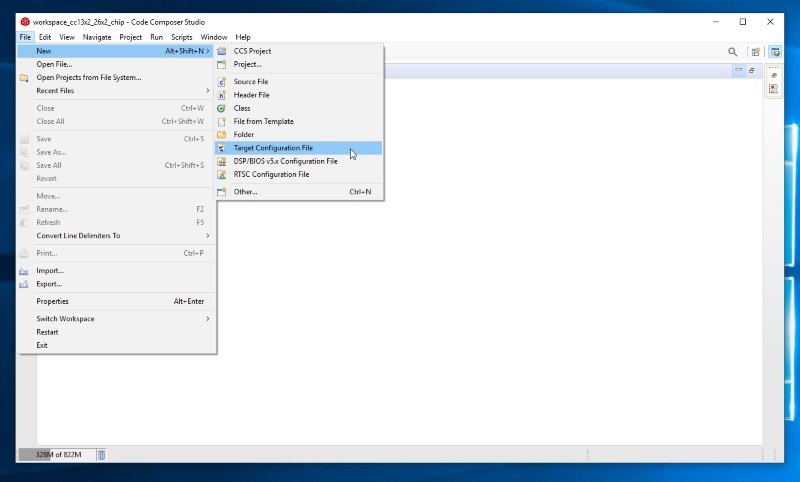 workspace_cc13x2_26x2_chip - Code Composer Studio
File Edit View Navigate Project Run Scripts Window Help
New Alt+Shift+N
Open File...
Open Projects from File System...
Recent Files
Close Ctrl+W
Close All Ctrl+Shift+W
Save Ctrl+S
Save As...
Save All Ctrl+Shift+S
Revert
Move...
Rename... F2
Refresh F5
Convert Line Delimiters To
Print... Ctrl+P
Import...
Export...
Properties Alt+Enter
Switch Workspace
Restart
Exit
CCS Project
Project...
Source File
Header File
Class
File from Template
Folder
Target Configuration File
DSP/BIOS v5.x Configuration File
RTSC Configuration File
Other... Ctrl+N
328M of 822M